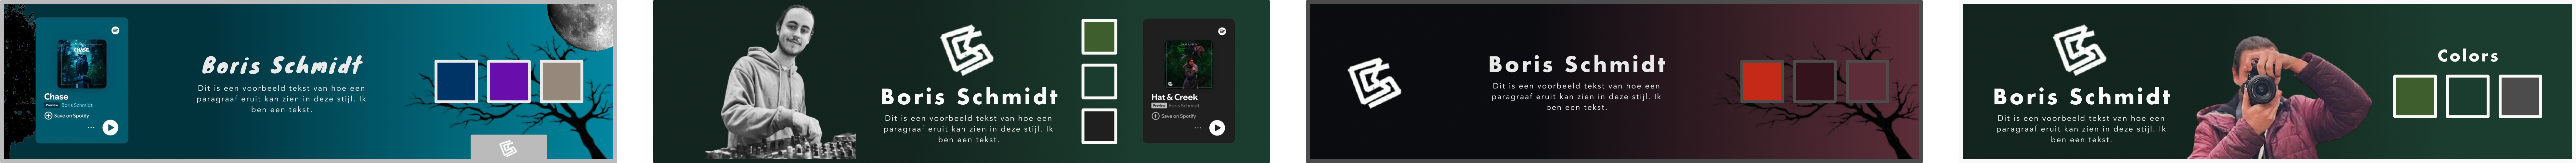 Chase
Preview Boris Schmidt
Save on Spotify
Boris Schmidt
Dit is een voorbeeld tekst van hoe een
paragraaf eruit kan zien in deze stijl. Ik
ben een tekst.
Boris Schmidt
Dit is een voorbeeld tekst van hoe een
paragraaf eruit kan zien in deze stijl. Ik
ben een tekst.
Hat & Creek
Preview Boris Schmidt
Save on Spotify
Boris Schmidt
Dit is een voorbeeld tekst van hoe een
paragraaf eruit kan zien in deze stijl. Ik
ben een tekst.
Boris Schmidt
Dit is een voorbeeld tekst van hoe een
paragraaf eruit kan zien in deze stijl. Ik
ben een tekst.
Colors